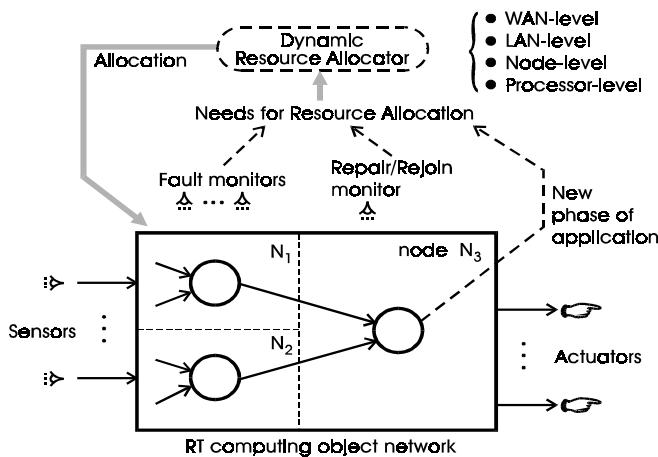 Dynamic
Resource Allocator
● WAN-level
● LAN-level
● Node-level
● Processor-level
Allocation
Needs for Resource Allocation
Fault monitors
Repair/Rejoin
monitor
New
phase of
application
N1
node N3
N2
Sensors
Actuators
RT computing object network